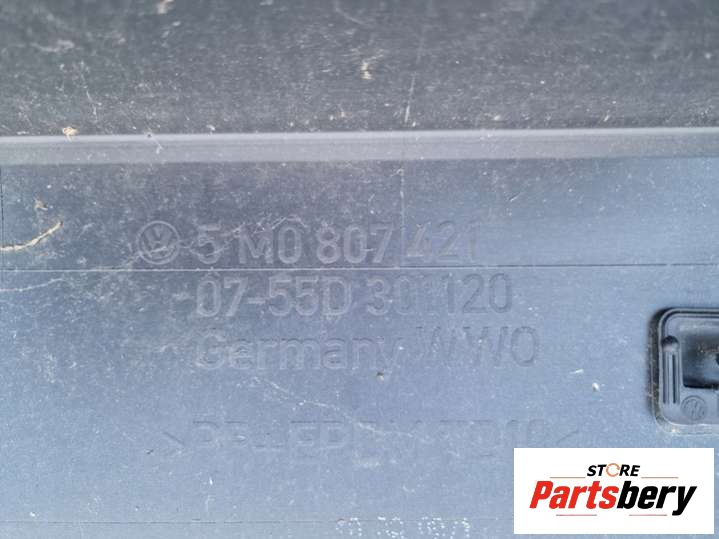 5M0 807 421
07-55D 301120
Germany WWO
STORE
Partsbery